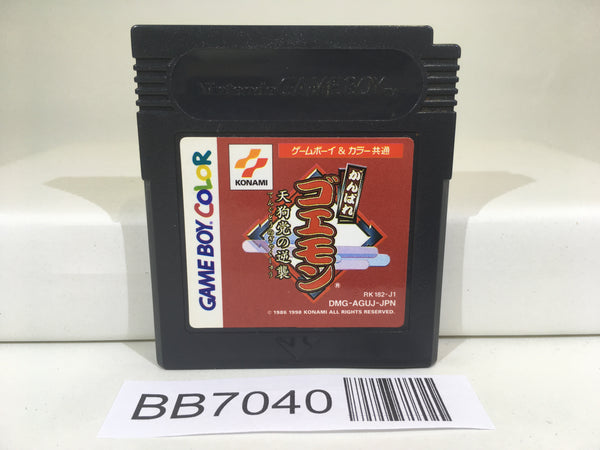 Nintendo GAME BOY
GAME BOY COLOR
KONAMI
ゲームボーイ & カラー共通
がんばれ
ゴエモン
天狗党の逆襲
RK182-J1
DMG-AGUJ-JPN
© 1986 1998 KONAMI ALL RIGHTS RESERVED.
BB7040